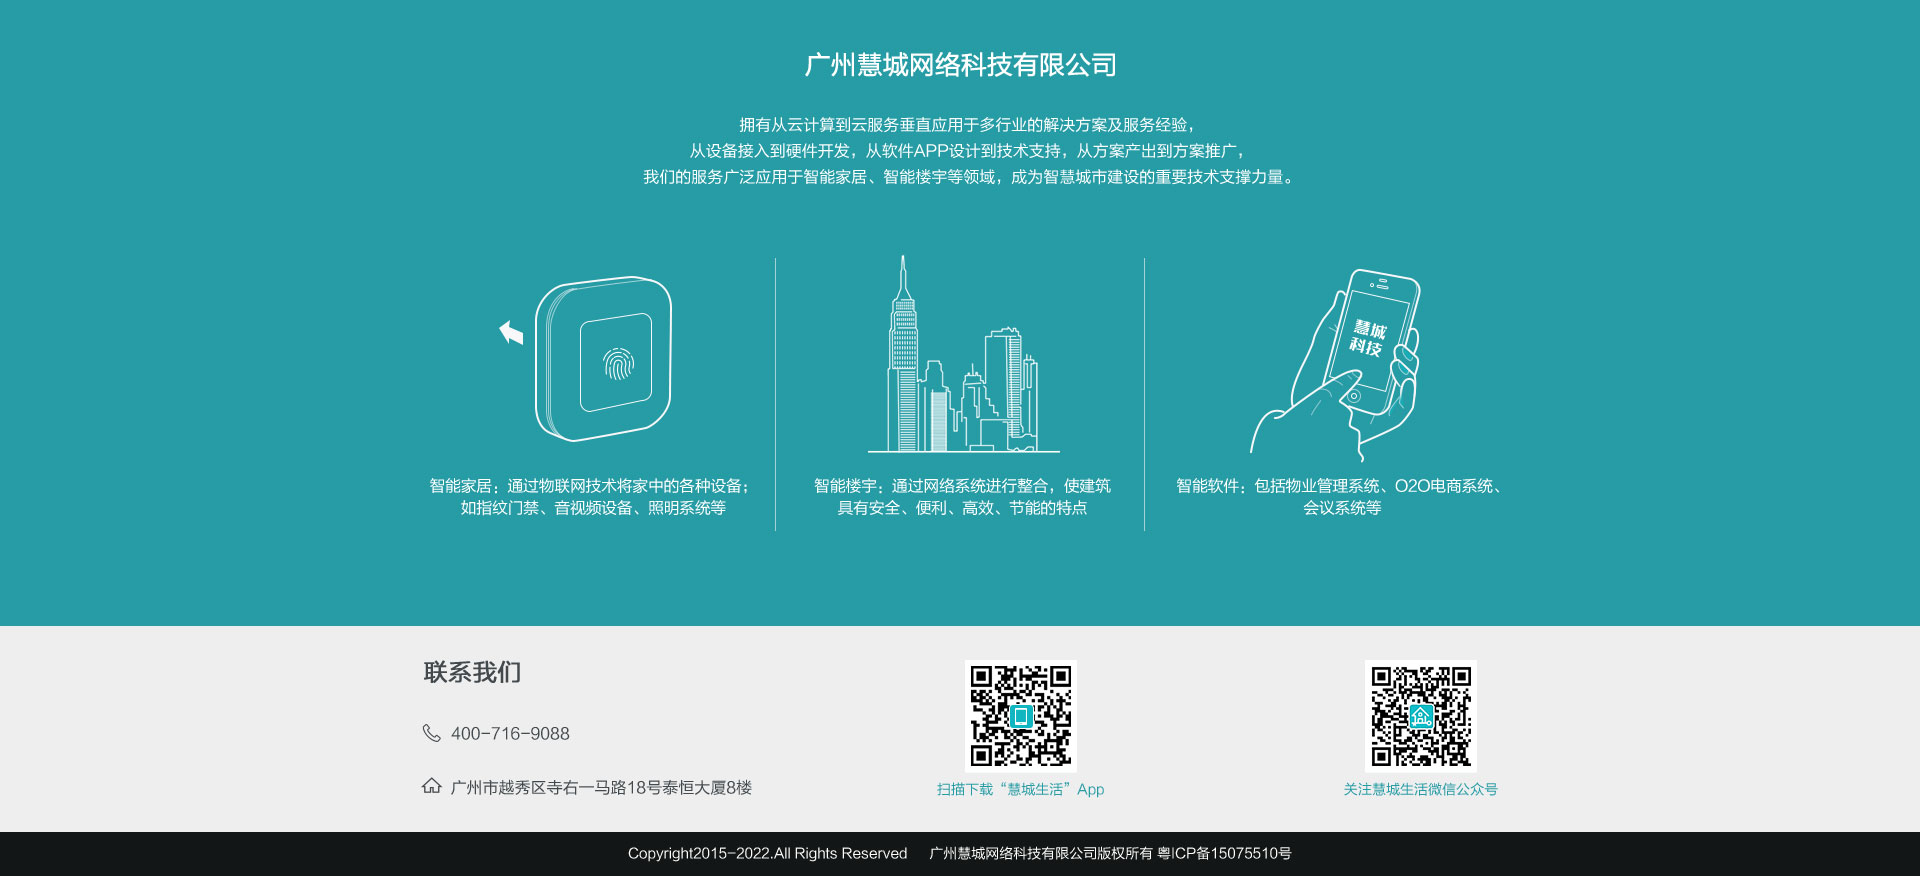 广州慧城网络科技有限公司
拥有从云计算到云服务垂直应用于多行业的解决方案及服务经验，
从设备接入到硬件开发，从软件APP设计到技术支持，从方案产出到方案推广，
我们的服务广泛应用于智能家居、智能楼宇等领域，成为智慧城市建设的重要技术支撑力量。
慧城
科技
智能家居：通过物联网技术将家中的各种设备；
如指纹门禁、音视频设备、照明系统等
智能楼宇：通过网络系统进行整合，使建筑
具有安全、便利、高效、节能的特点
智能软件：包括物业管理系统、O2O电商系统、
会议系统等
联系我们
400-716-9088
广州市越秀区寺右一马路18号泰恒大厦8楼
扫描下载“慧城生活”App
关注慧城生活微信公众号
Copyright2015-2022.All Rights Reserved 广州慧城网络科技有限公司版权所有 粤ICP备15075510号